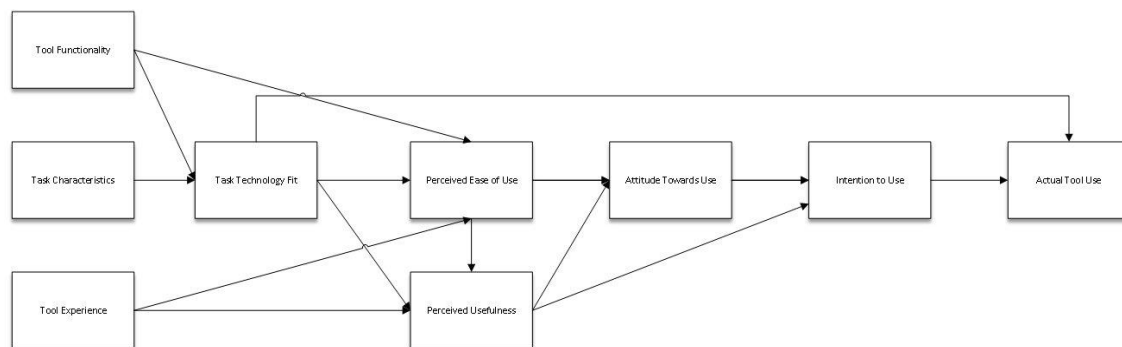 Tool Functionality
Task Characteristics
Task Technology Fit
Perceived Ease of Use
Attitude Towards Use
Intention to Use
Actual Tool Use
Tool Experience
Perceived Usefulness